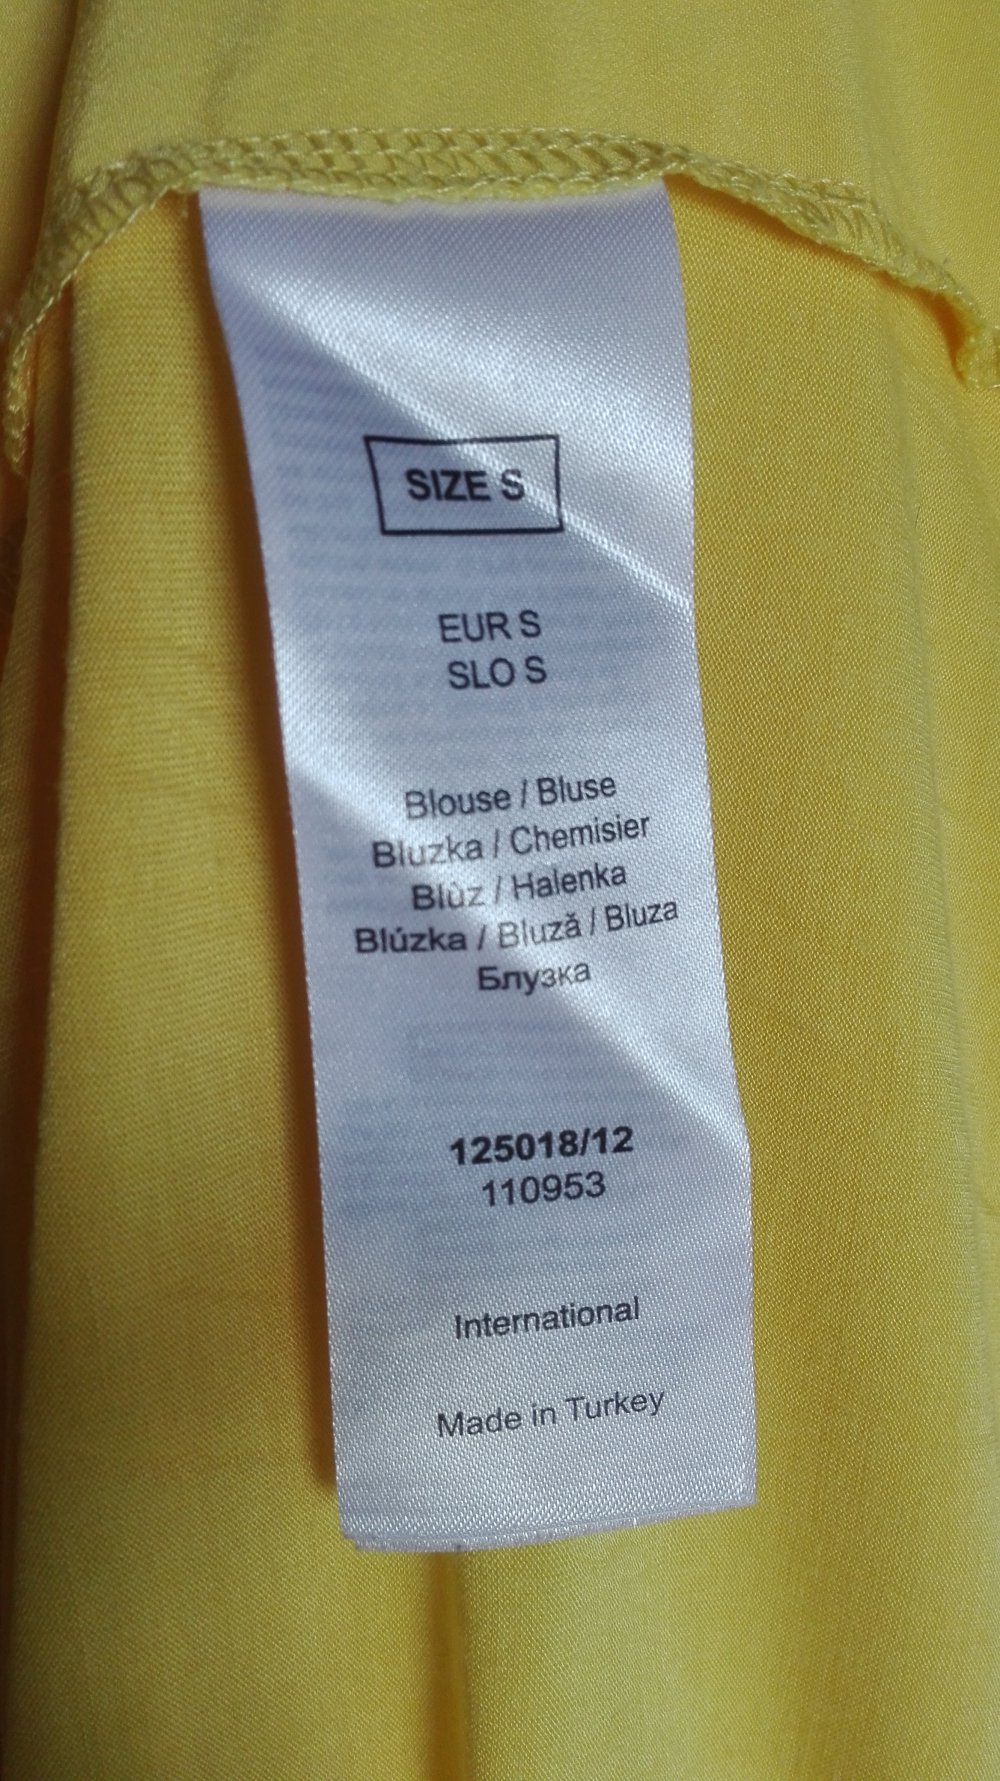 SIZE S
EUR S
SLO S
Blouse / Bluse
Bluzka / Chemisier
Blùz / Halenka
Blúzka / Bluză / Bluza
Блузка
125018/12
110953
International
Made in Turkey